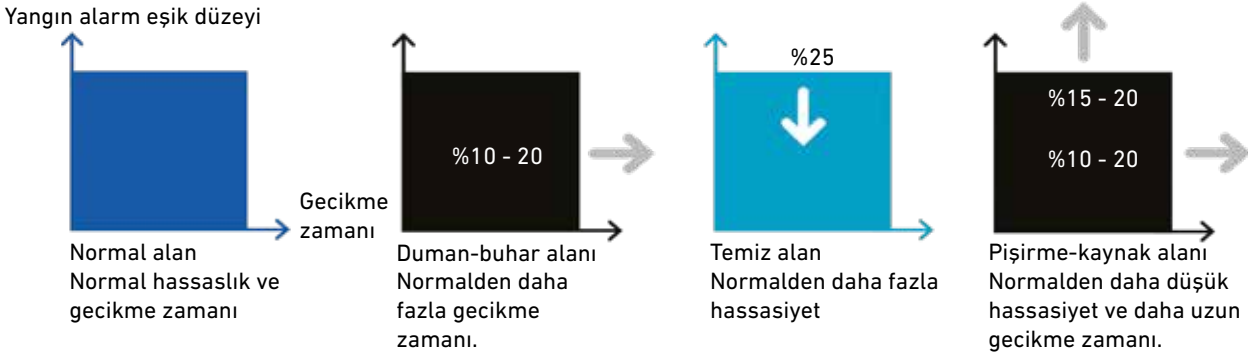 Yangın alarm eşik düzeyi
Gecikme
zamanı
Normal alan
Normal hassaslık ve
gecikme zamanı
%10 - 20
Duman-buhar alanı
Normalden daha
fazla gecikme
zamanı.
%25
Temiz alan
Normalden daha fazla
hassasiyet
%15 - 20
%10 - 20
Pişirme-kaynak alanı
Normalden daha düşük
hassasiyet ve daha uzun
gecikme zamanı.